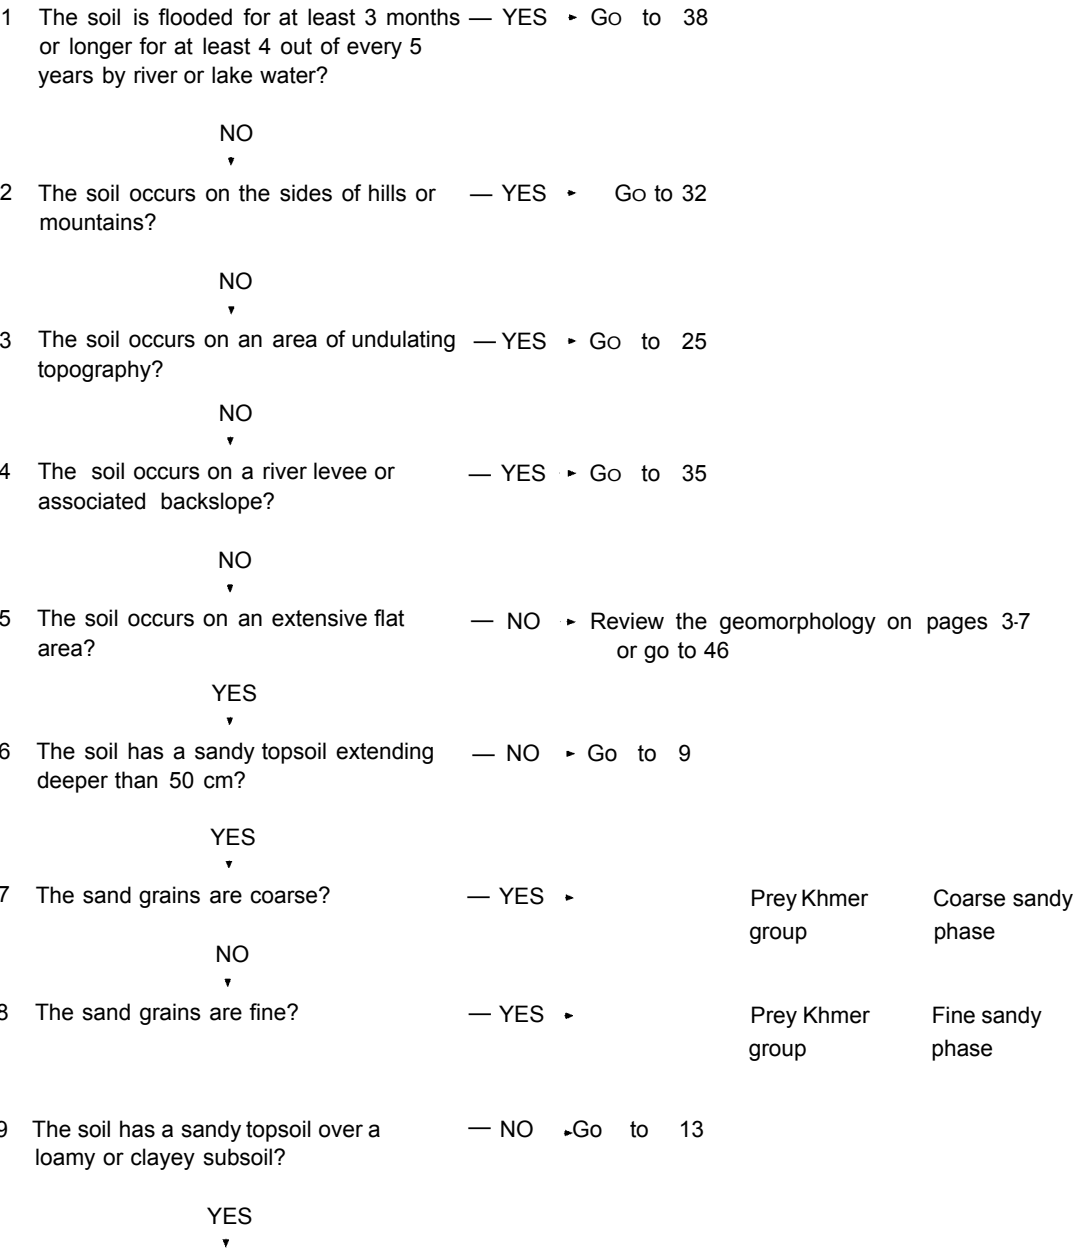 1 The soil is flooded for at least 3 months — YES ► Go to 38
or longer for at least 4 out of every 5
years by river or lake water?
NO
▼
2 The soil occurs on the sides of hills or — YES ► Go to 32
mountains?
NO
▼
3 The soil occurs on an area of undulating — YES ► Go to 25
topography?
NO
▼
4 The soil occurs on a river levee or — YES ► Go to 35
associated backslope?
NO
▼
5 The soil occurs on an extensive flat — NO ► Review the geomorphology on pages 3-7
area? or go to 46
YES
▼
6 The soil has a sandy topsoil extending — NO ► Go to 9
deeper than 50 cm?
YES
▼
7 The sand grains are coarse? — YES ► Prey Khmer Coarse sandy
group phase
NO
▼
8 The sand grains are fine? — YES ► Prey Khmer Fine sandy
group phase
9 The soil has a sandy topsoil over a — NO ►Go to 13
loamy or clayey subsoil?
YES
▼